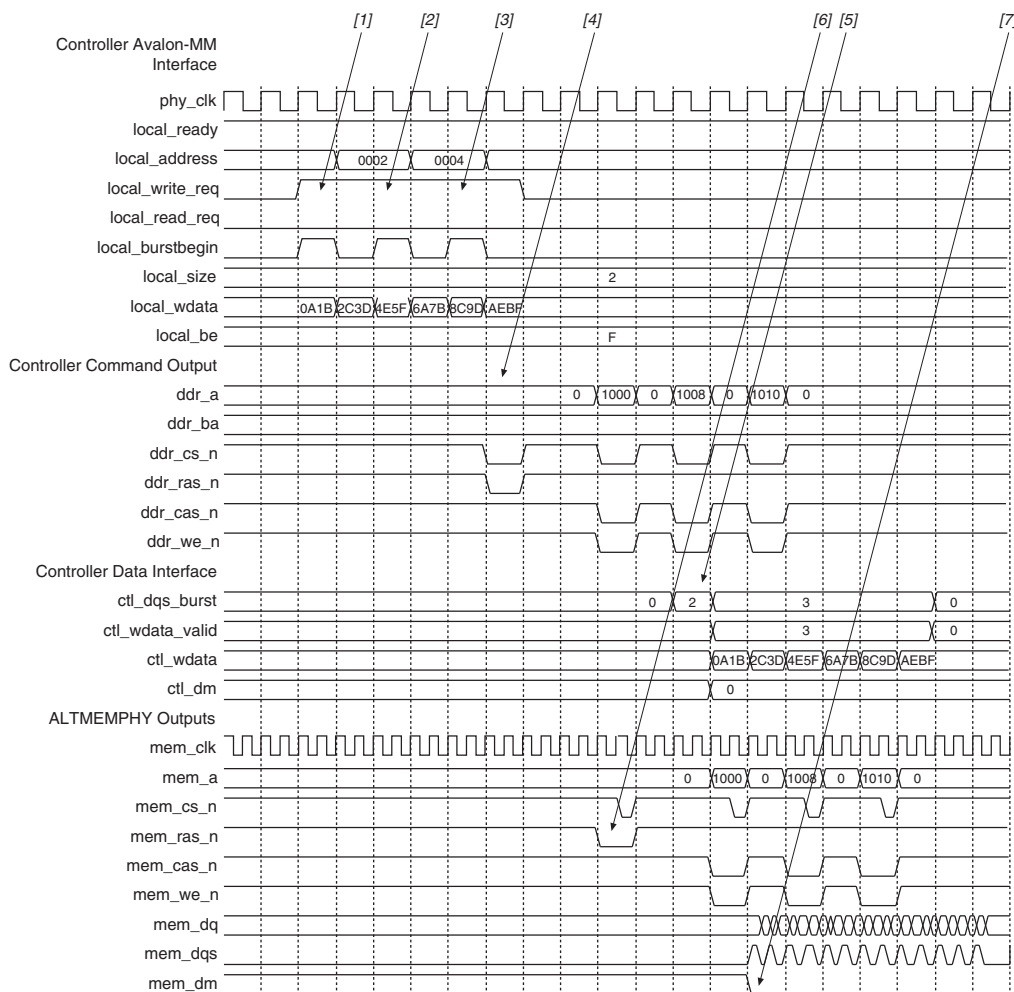 [1] [2] [3] [4] [6] [5] [7]
Controller Avalon-MM
Interface
phy_clk
local_ready
local_address 0002 0004
local_write_req
local_read_req
local_burstbegin
local_size 2
local_wdata 0A1B 2C3D 4E5F 6A7B 8C9D AEBF
local_be F
Controller Command Output
ddr_a 0 1000 0 1008 0 1010 0
ddr_ba
ddr_cs_n
ddr_ras_n
ddr_cas_n
ddr_we_n
Controller Data Interface
ctl_dqs_burst 0 2 3 0
ctl_wdata_valid 3 0
ctl_wdata 0A1B 2C3D 4E5F 6A7B 8C9D AEBF
ctl_dm 0
ALTMEMPHY Outputs
mem_clk
mem_a 0 1000 0 1008 0 1010 0
mem_cs_n
mem_ras_n
mem_cas_n
mem_we_n
mem_dq
mem_dqs
mem_dm